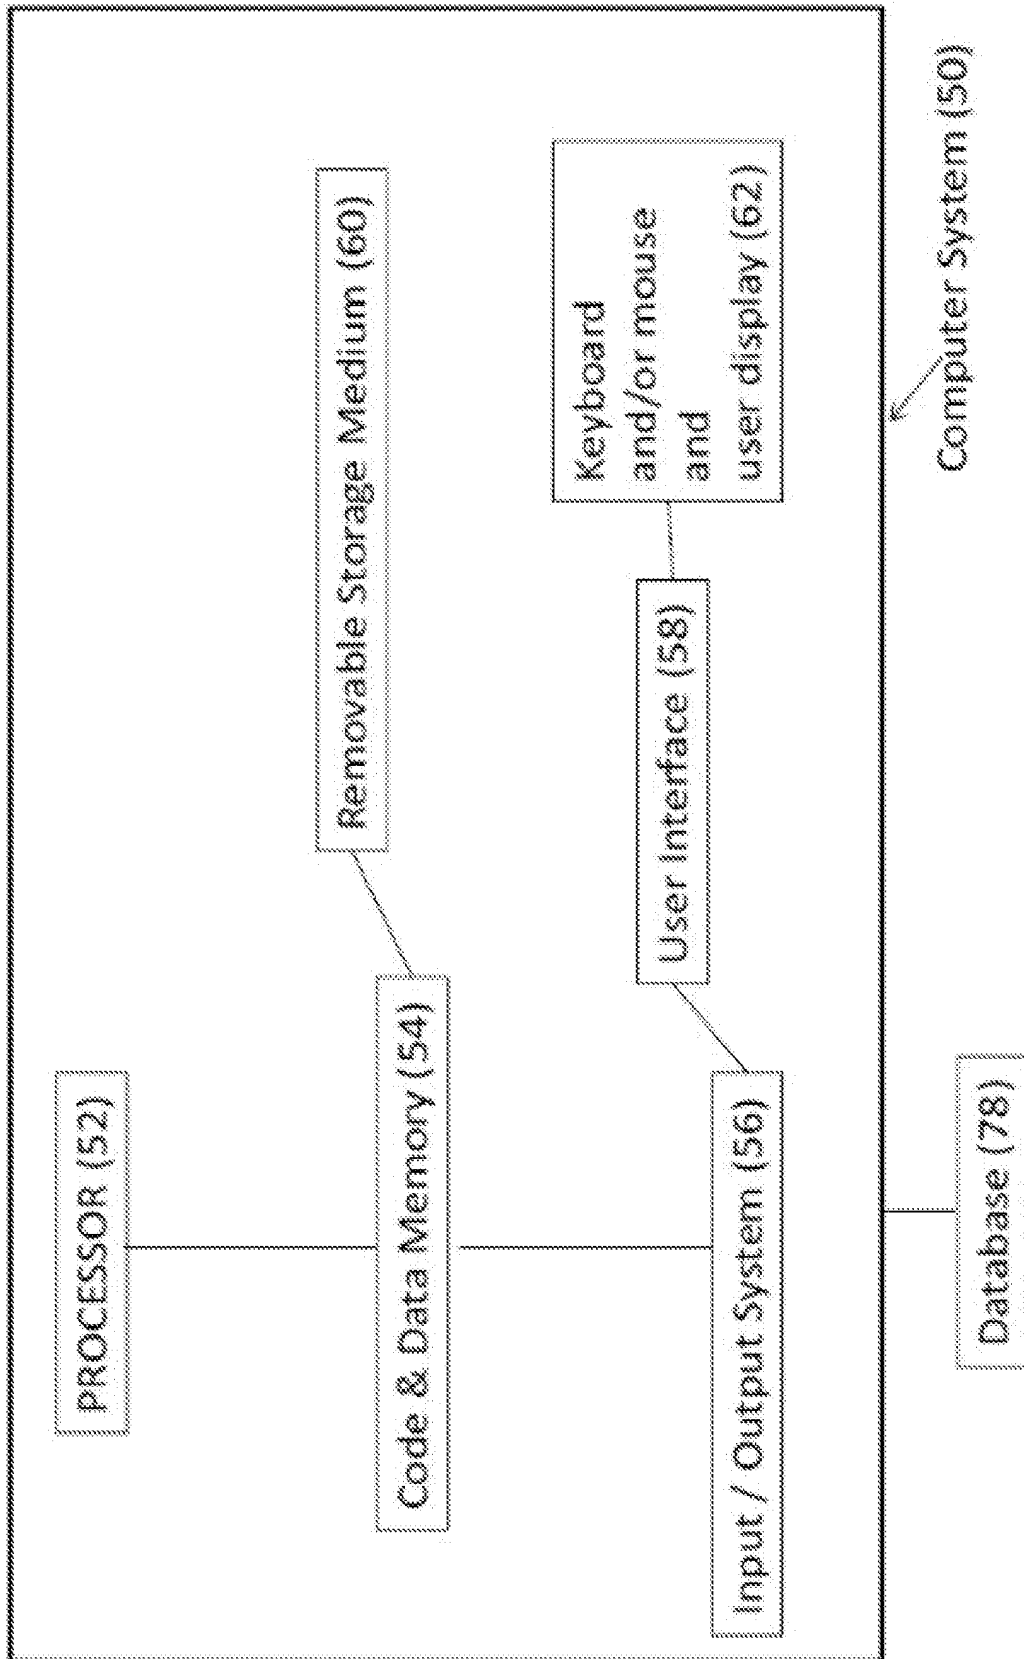 PROCESSOR (52)
Code & Data Memory (54)
Removable Storage Medium (60)
Input / Output System (56)
User Interface (58)
Keyboard
and/or mouse
and
user display (62)
Database (78)
Computer System (50)